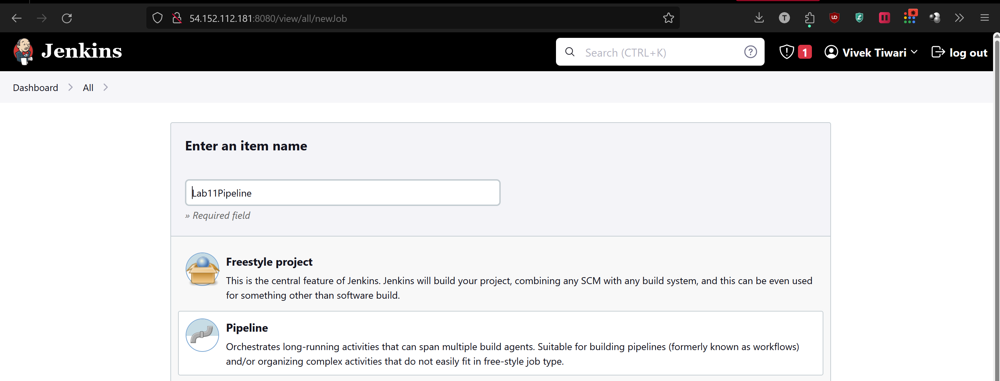 54.152.112.181:8080/view/all/newJob
T
UO
Jenkins
Search (CTRL+K)
?
1
Vivek Tiwari
log out
Dashboard
All
Enter an item name
Lab11Pipeline
» Required field
Freestyle project
This is the central feature of Jenkins. Jenkins will build your project, combining any SCM with any build system, and this can be even used
for something other than software build.
Pipeline
Orchestrates long-running activities that can span multiple build agents. Suitable for building pipelines (formerly known as workflows)
and/or organizing complex activities that do not easily fit in free-style job type.